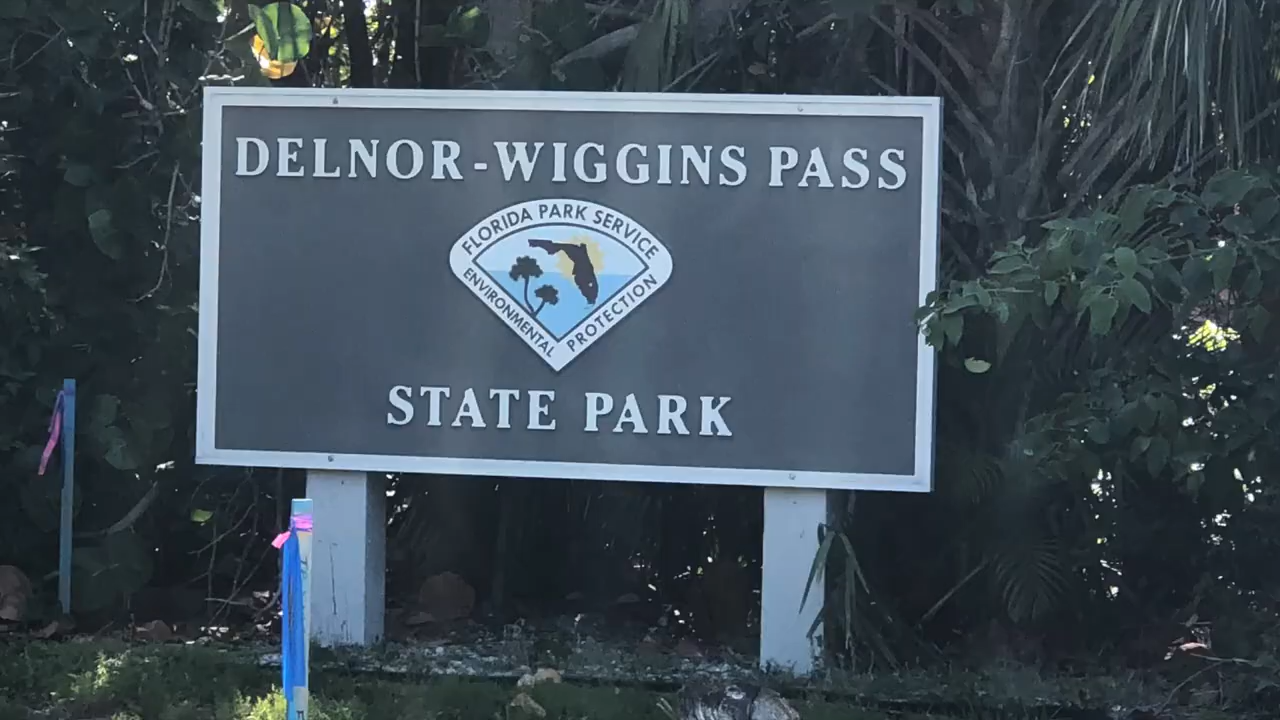 DELNOR-WIGGINS PASS
FLORIDA PARK SERVICE
ENVIRONMENTAL PROTECTION
STATE PARK